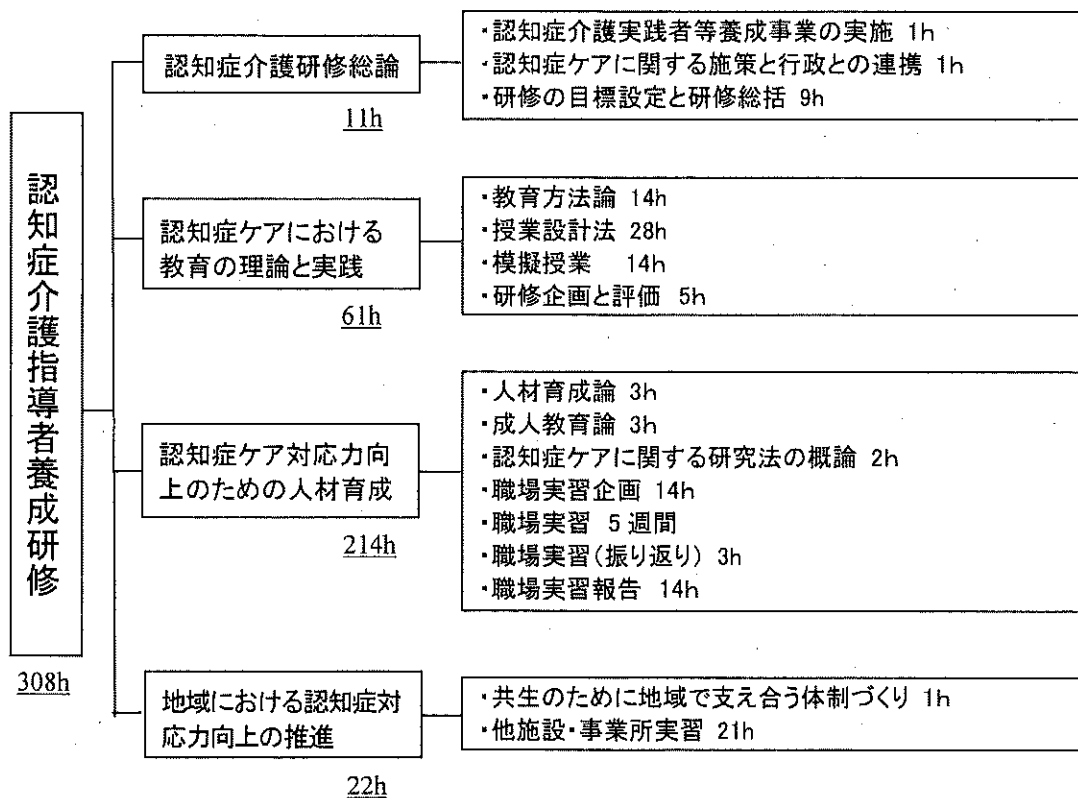 認知症介護指導者養成研修
308h
認知症介護研修総論
11h
・認知症介護実践者等養成事業の実施 1h
・認知症ケアに関する施策と行政との連携 1h
・研修の目標設定と研修総括 9h
認知症ケアにおける
教育の理論と実践
61h
・教育方法論 14h
・授業設計法 28h
・模擬授業 14h
・研修企画と評価 5h
認知症ケア対応力向
上のための人材育成
214h
・人材育成論 3h
・成人教育論 3h
・認知症ケアに関する研究法の概論 2h
・職場実習企画 14h
・職場実習 5週間
・職場実習(振り返り) 3h
・職場実習報告 14h
地域における認知症対
応力向上の推進
22h
・共生のために地域で支え合う体制づくり 1h
・他施設・事業所実習 21h